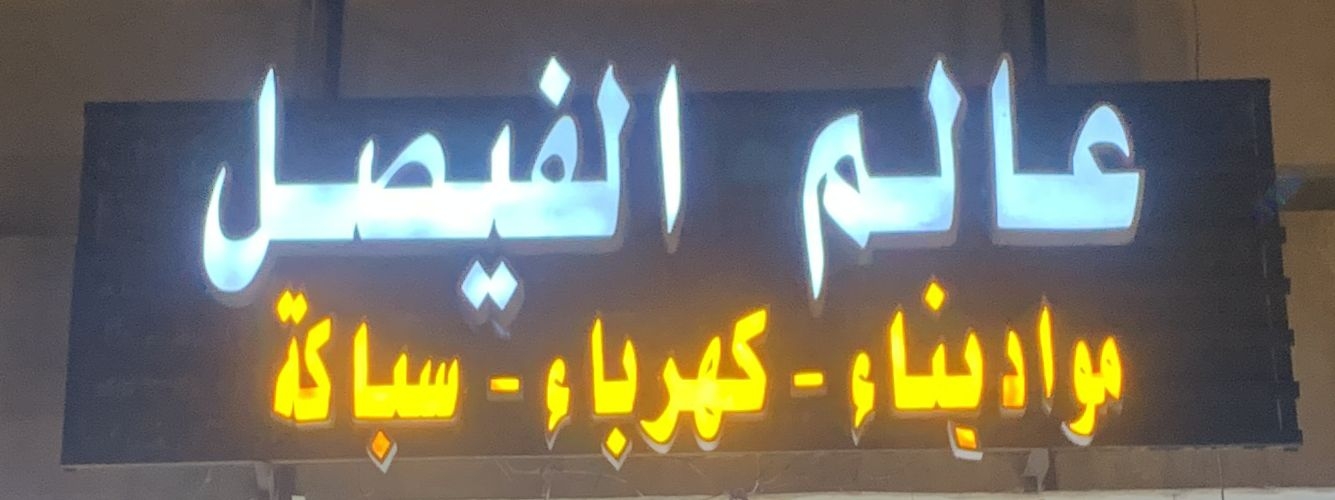 عالم الفيصل
مواد بناء - كهرباء - سباكة